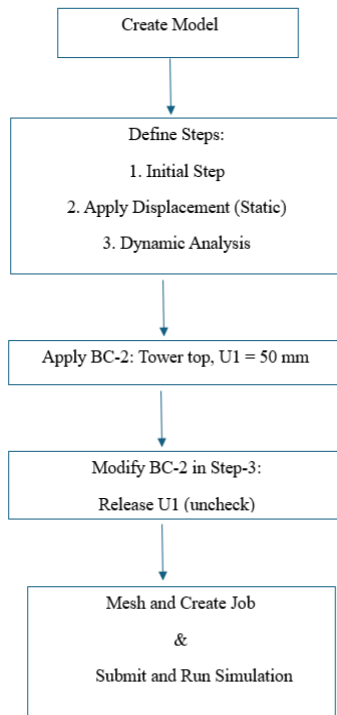 Create Model
Define Steps:
1. Initial Step
2. Apply Displacement (Static)
3. Dynamic Analysis
Apply BC-2: Tower top, U1 = 50 mm
Modify BC-2 in Step-3:
Release U1 (uncheck)
Mesh and Create Job
&
Submit and Run Simulation